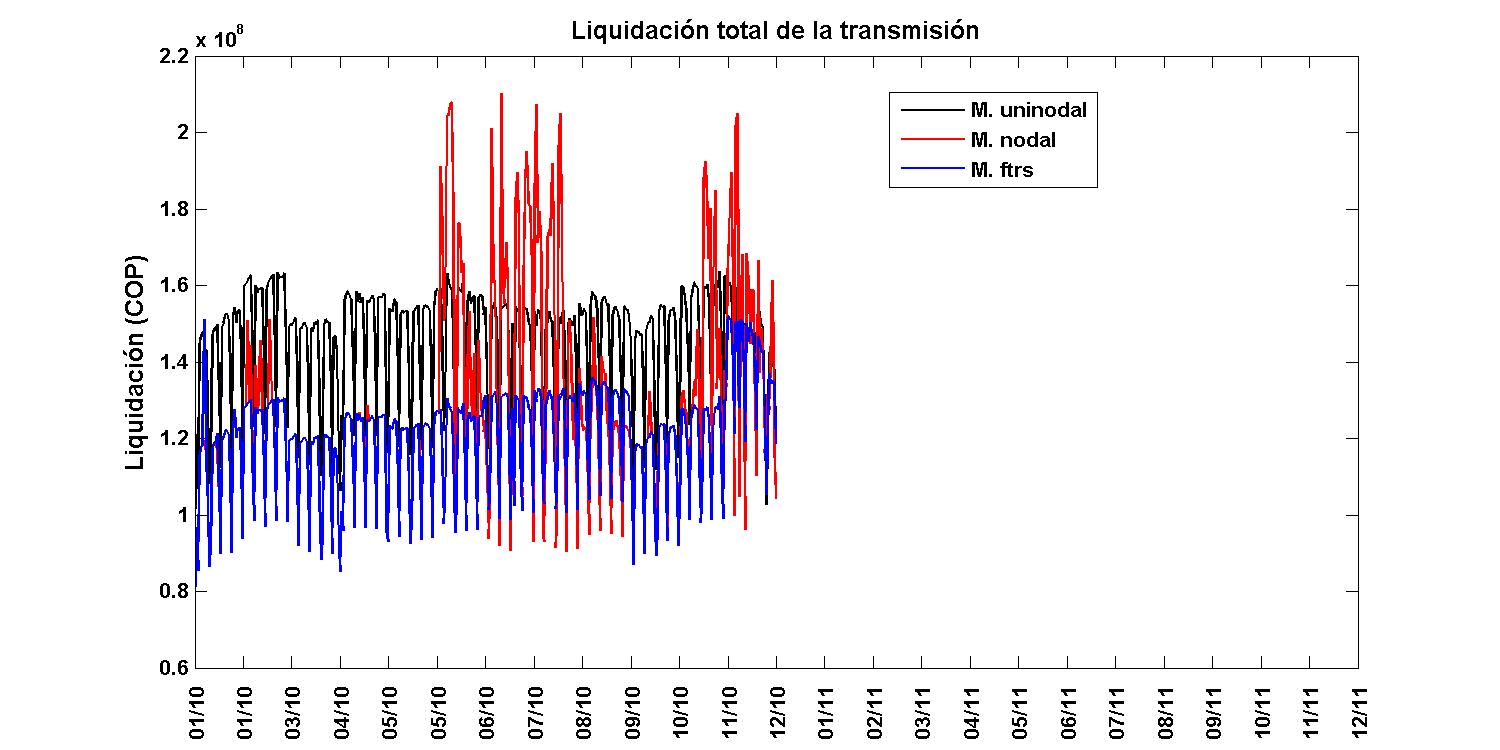 Liquidación total de la transmisión
x 10⁸
2.2
2
1.8
1.6
1.4
1.2
1
0.8
0.6
Liquidación (COP)
M. uninodal
M. nodal
M. ftrs
01/10 01/10 03/10 04/10 05/10 05/10 06/10 07/10 08/10 09/10 10/10 11/10 12/10 01/11 02/11 03/11 04/11 05/11 06/11 07/11 08/11 09/11 10/11 11/11 12/11